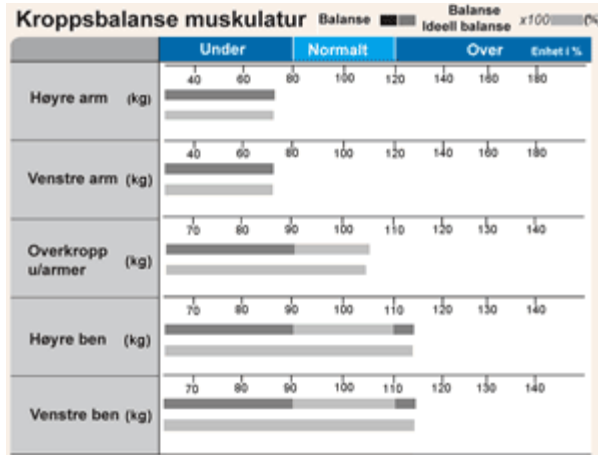 Kroppsbalanse muskulatur Balanse Balanse
Ideell balanse x100 (%
Under Normalt Over Enhet i %
40 60 80 100 120 140 160 180
Høyre arm (kg)
40 60 80 100 120 140 160 180
Venstre arm (kg)
70 80 90 100 110 120 130 140
Overkropp
u/armer (kg)
70 80 90 100 110 120 130 140
Høyre ben (kg)
70 80 90 100 110 120 130 140
Venstre ben (kg)